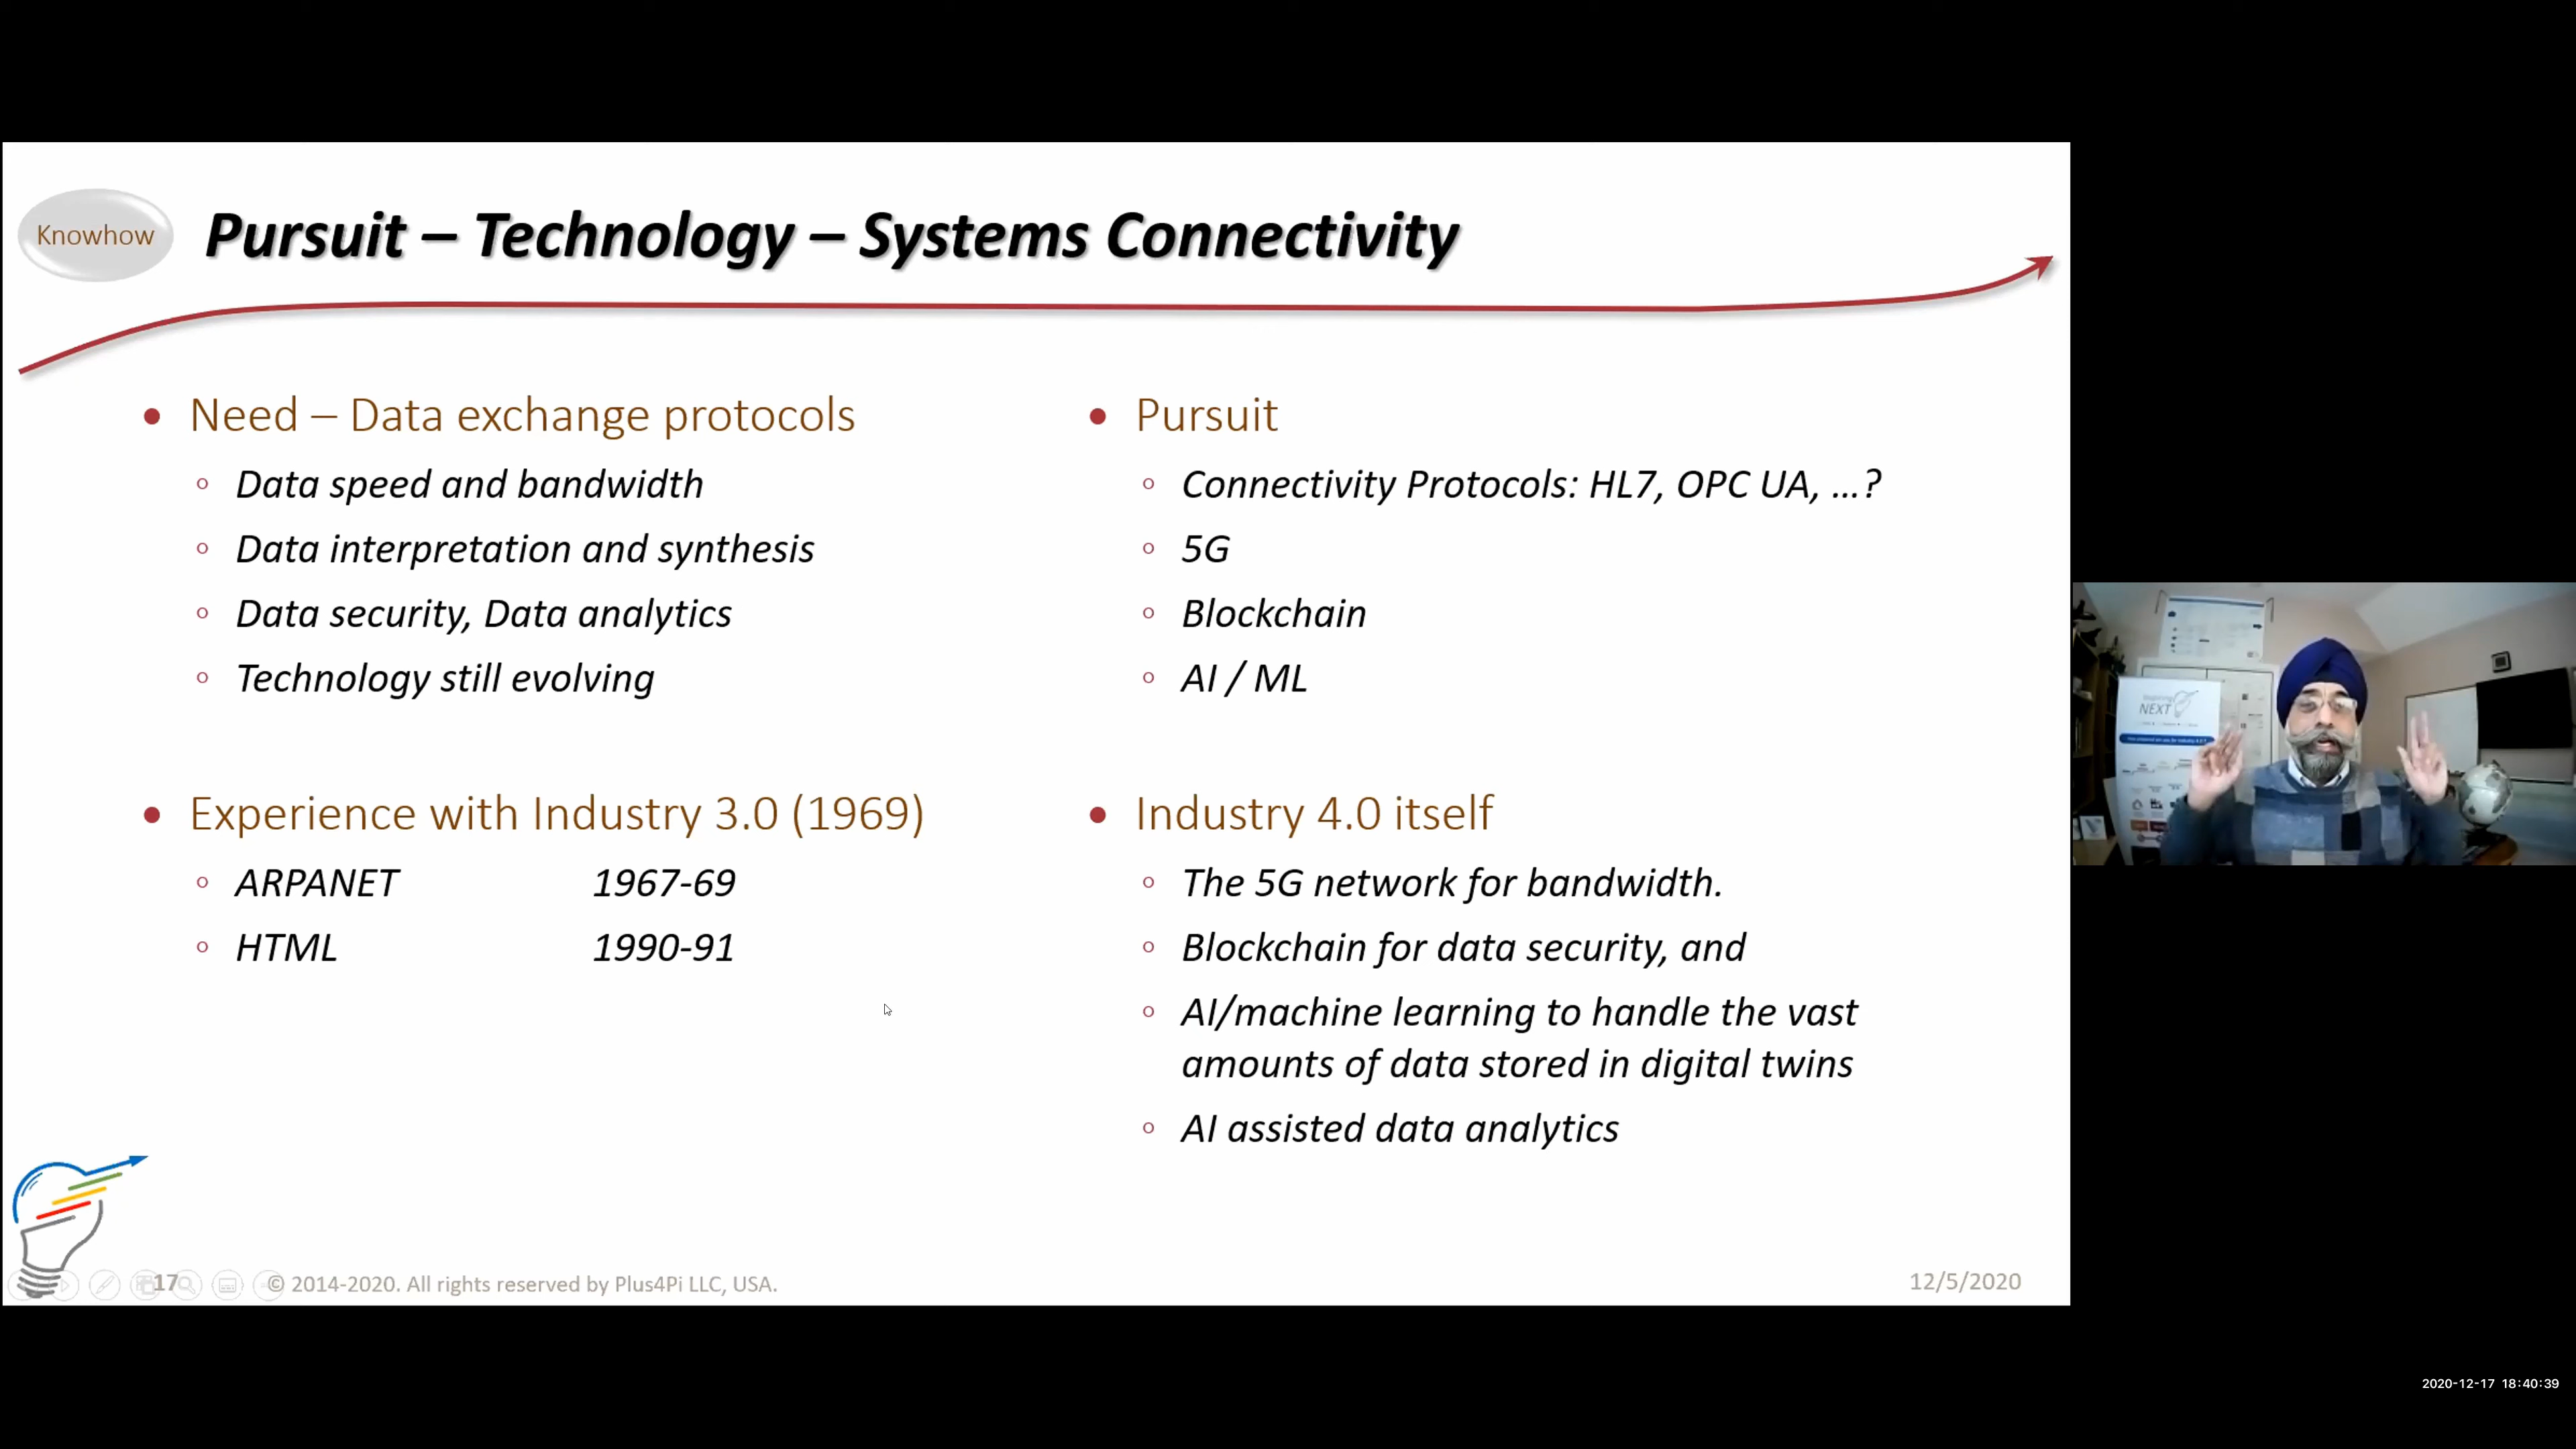 Knowhow
Pursuit – Technology – Systems Connectivity
Need – Data exchange protocols
Data speed and bandwidth
Data interpretation and synthesis
Data security, Data analytics
Technology still evolving
Experience with Industry 3.0 (1969)
ARPANET 1967-69
HTML 1990-91
Pursuit
Connectivity Protocols: HL7, OPC UA, ...?
5G
Blockchain
AI / ML
Industry 4.0 itself
The 5G network for bandwidth.
Blockchain for data security, and
AI/machine learning to handle the vast
amounts of data stored in digital twins
AI assisted data analytics
17
© 2014-2020. All rights reserved by Plus4Pi LLC, USA.
12/5/2020
NEXT
2020-12-17 18:40:39